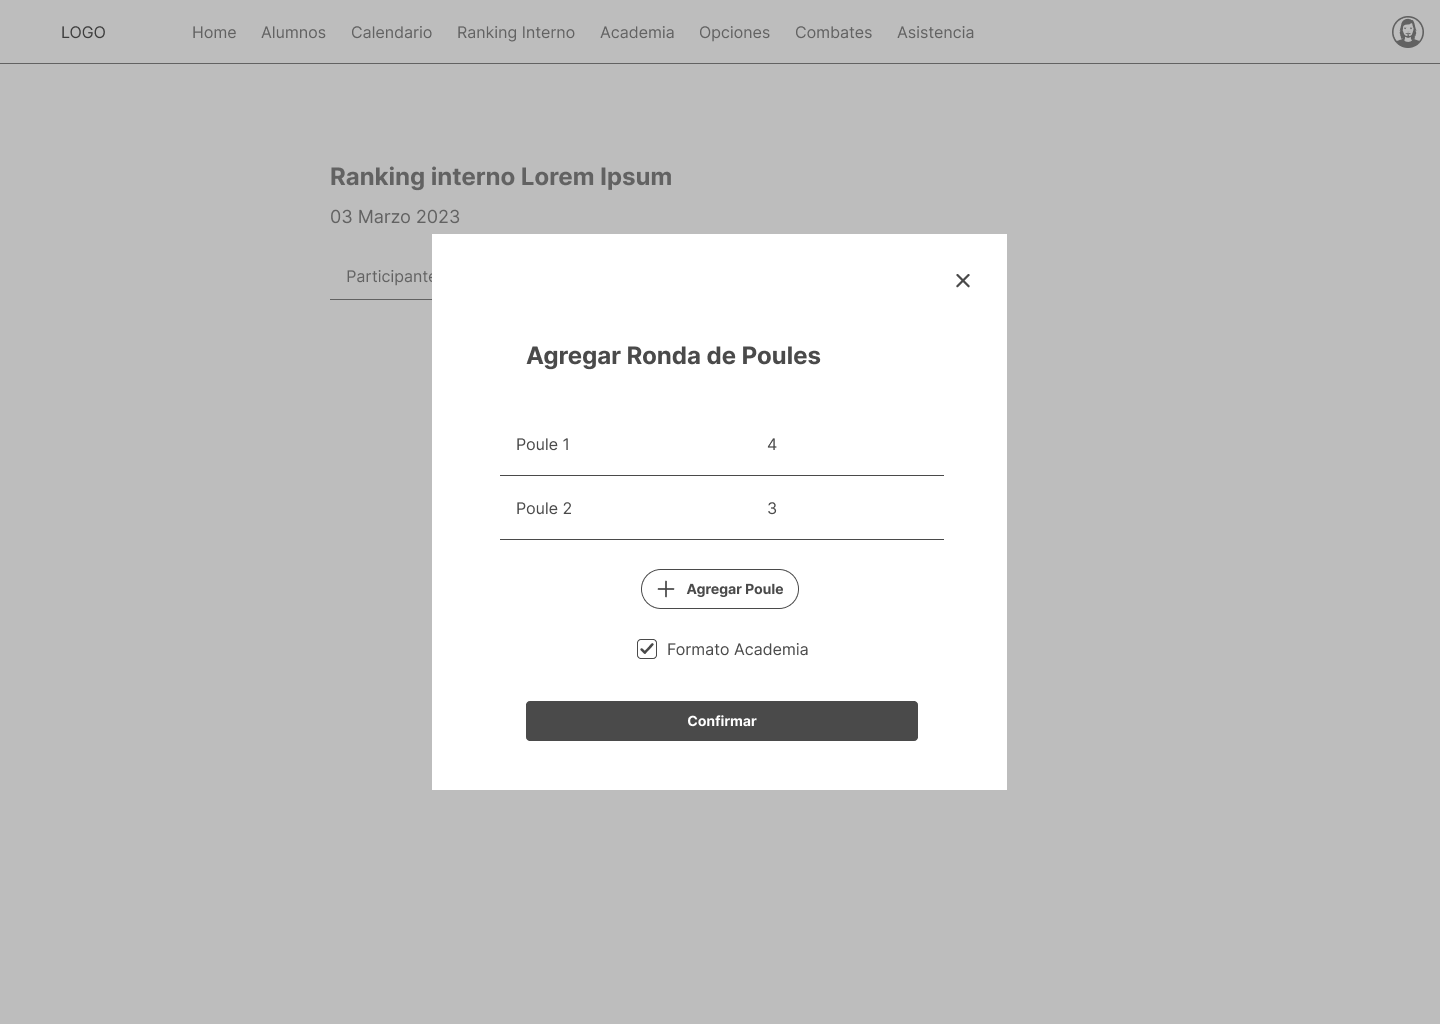 LOGO Home Alumnos Calendario Ranking Interno Academia Opciones Combates Asistencia
Ranking interno Lorem Ipsum
03 Marzo 2023
Participante
Agregar Ronda de Poules
Poule 1 4
Poule 2 3
Agregar Poule
Formato Academia
Confirmar